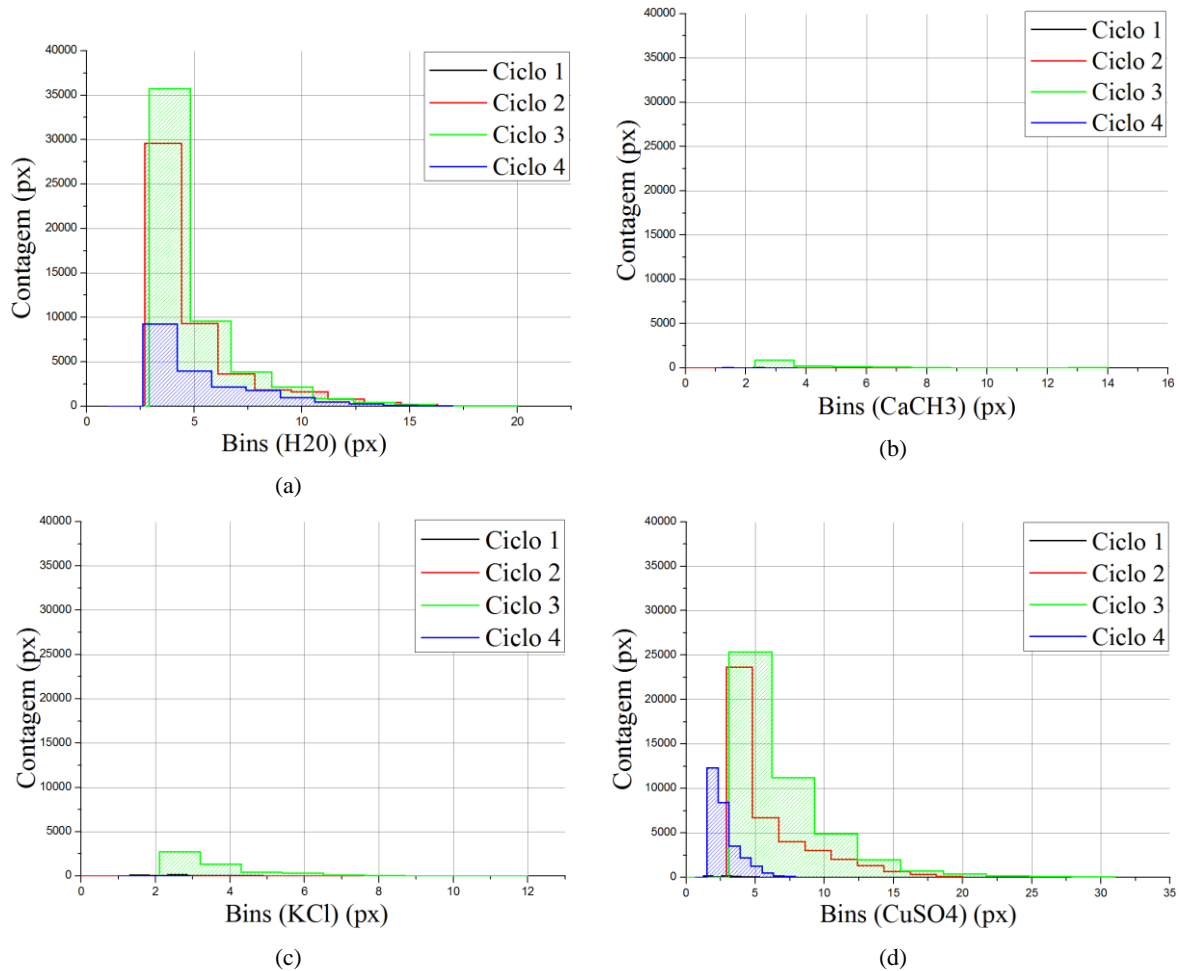 40000
35000
30000
25000
20000
15000
10000
5000
0
Contagem (px)
Ciclo 1
Ciclo 2
Ciclo 3
Ciclo 4
0 5 10 15 20
Bins (H20) (px)
(a)
40000
35000
30000
25000
20000
15000
10000
5000
0
Contagem (px)
Ciclo 1
Ciclo 2
Ciclo 3
Ciclo 4
0 2 4 6 8 10 12 14 16
Bins (CaCH3) (px)
(b)
40000
35000
30000
25000
20000
15000
10000
5000
0
Contagem (px)
Ciclo 1
Ciclo 2
Ciclo 3
Ciclo 4
0 2 4 6 8 10 12
Bins (KCl) (px)
(c)
40000
35000
30000
25000
20000
15000
10000
5000
0
Contagem (px)
Ciclo 1
Ciclo 2
Ciclo 3
Ciclo 4
0 5 10 15 20 25 30 35
Bins (CuSO4) (px)
(d)